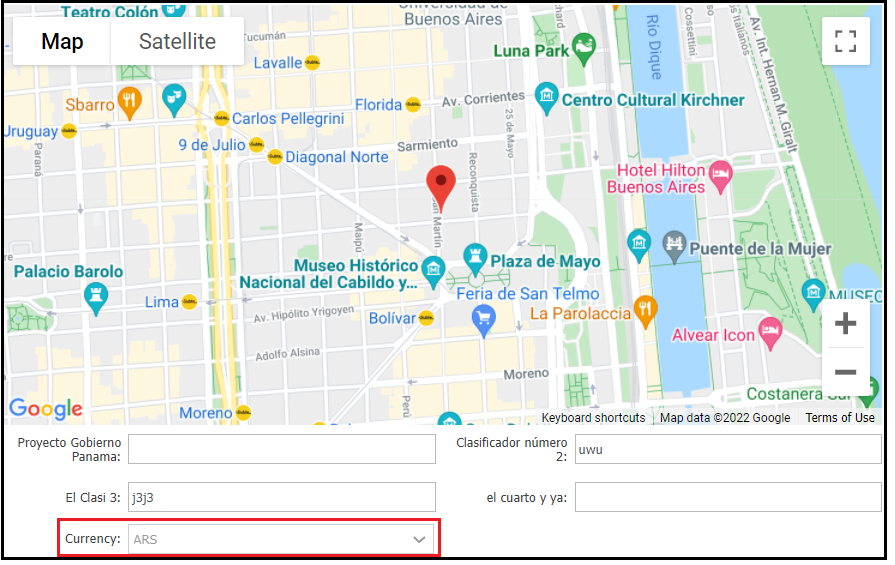 Teatro Colón
Universidad de
Buenos Aires
Map
Satellite
Tucumán
Lavalle
Luna Park
Río Dique
Cossettini
Av. Int. Hernan M. Giralt
Sbarro
Florida
Av. Corrientes
25 de Mayo
Centro Cultural Kirchner
Uruguay
Carlos Pellegrini
Paraná
9 de Julio
Diagonal Norte
Sarmiento
Reconquista
Hotel Hilton
Buenos Aires
San Martín
Maipú
Puente de la Mujer
Palacio Barolo
Museo Histórico
Nacional del Cabildo y...
Plaza de Mayo
Lima
Feria de San Telmo
MUSEO
Av. Hipólito Yrigoyen
Bolívar
La Parolaccia
Alvear Icon
Adolfo Alsina
Moreno
Perú
Costanera Sur
Google
Moreno
Keyboard shortcuts
Map data ©2022 Google
Terms of Use
Proyecto Gobierno
Panama:
Clasificador número
2:
uwu
El Clasi 3:
j3j3
el cuarto y ya:
Currency:
ARS